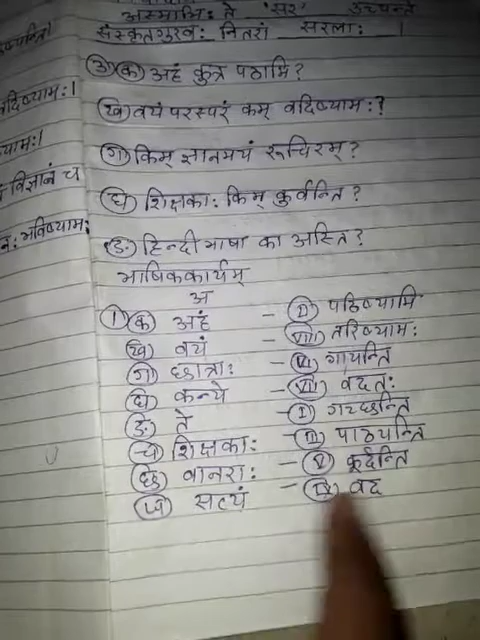 अस्माभिः ते 'सर' उच्यन्ते
संस्कृतगुरवः नितरां सरलाः ।
③ (क) अहं कुत्र पठामि?
(ख) वयं परस्परं कम् वदिष्यामः?
(ग) किम् ज्ञानमयं रूचिरम्?
(घ) शिक्षकाः किम् कुर्वन्ति?
(ङ) हिन्दी भाषा का अस्ति?
भाषिककार्यम्
अ
① (क) अहं – (II) पठिष्यामि
(ख) वयं – (VIII) तरिष्यामः
(ग) छात्राः – (VI) गायन्ति
(घ) कन्ये – (VII) वदतः
(ङ) ते – (I) गच्छन्ति
(च) शिक्षकाः – (III) पाठयन्ति
(छ) वानराः – (V) कूर्दन्ति
(ज) सत्यं – (IV) वद
दिष्यामः।
यामः।
विज्ञानं च
नः भविष्यामः